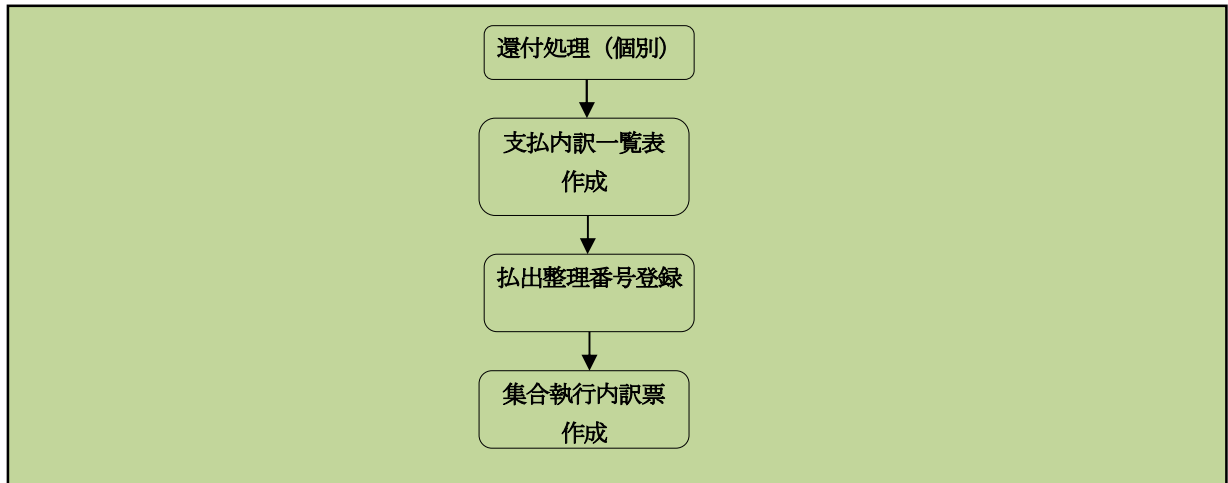 還付処理（個別）
支払内訳一覧表
作成
払出整理番号登録
集合執行内訳票
作成